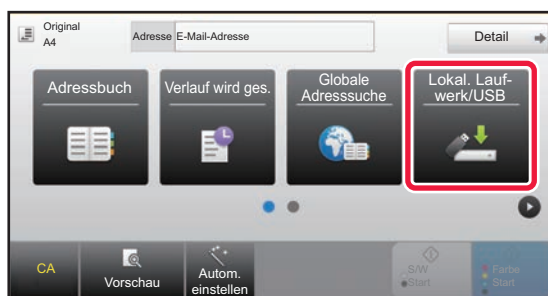 Original
A4
Adresse
E-Mail-Adresse
Detail
Adressbuch
Verlauf wird ges.
Globale
Adresssuche
Lokal. Lauf-
werk/USB
CA
Vorschau
Autom.
einstellen
S/W
Start
Farbe
Start